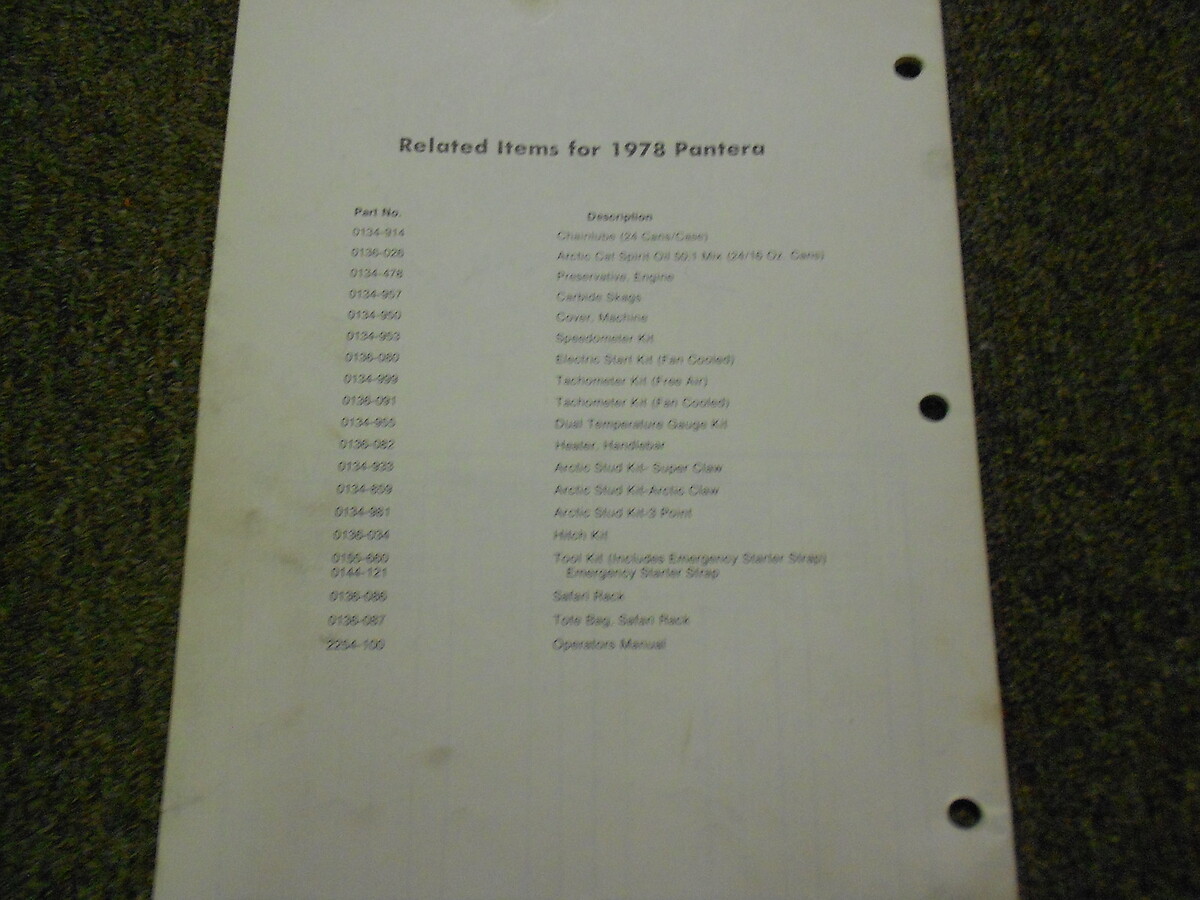 Related Items for 1978 Pantera
Part No. Description
0134-914 Chainlube (24 Cans/Case)
0136-026 Arctic Cat Spirit Oil 50:1 Mix (24/16 Oz. Cans)
0134-478 Preservative, Engine
0134-957 Carbide Skags
0134-950 Cover, Machine
0134-953 Speedometer Kit
0136-080 Electric Start Kit (Fan Cooled)
0134-999 Tachometer Kit (Free Air)
0136-091 Tachometer Kit (Fan Cooled)
0134-955 Dual Temperature Gauge Kit
0136-082 Heater, Handlebar
0134-933 Arctic Stud Kit- Super Claw
0134-859 Arctic Stud Kit-Arctic Claw
0134-981 Arctic Stud Kit-3 Point
0136-034 Hitch Kit
0155-660 Tool Kit (Includes Emergency Starter Strap)
0144-121 Emergency Starter Strap
0136-086 Safari Rack
0136-087 Tote Bag, Safari Rack
2254-100 Operators Manual